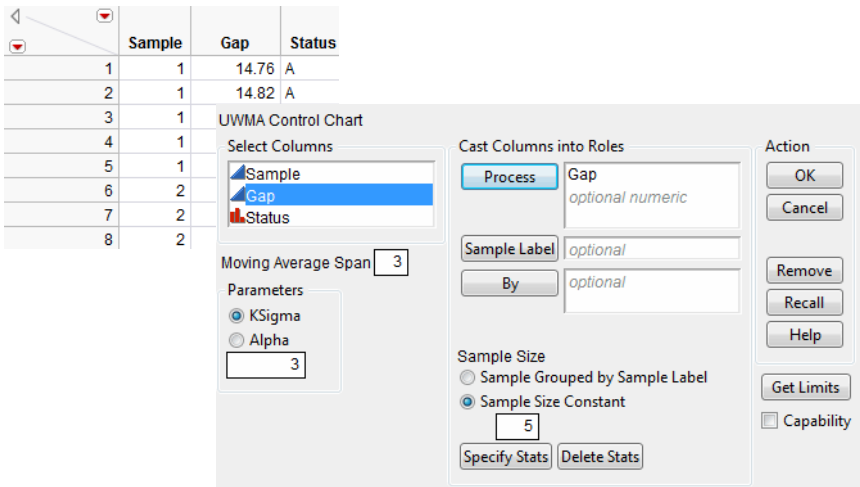 Sample Gap Status
1 1 14.76 A
2 1 14.82 A
3 1
4 1
5 1
6 2
7 2
8 2
UWMA Control Chart
Select Columns
Sample
Gap
Status
Moving Average Span 3
Parameters
KSigma
Alpha
3
Cast Columns into Roles
Process Gap
optional numeric
Sample Label optional
By optional
Sample Size
Sample Grouped by Sample Label
Sample Size Constant
5
Specify Stats Delete Stats
Action
OK
Cancel
Remove
Recall
Help
Get Limits
Capability